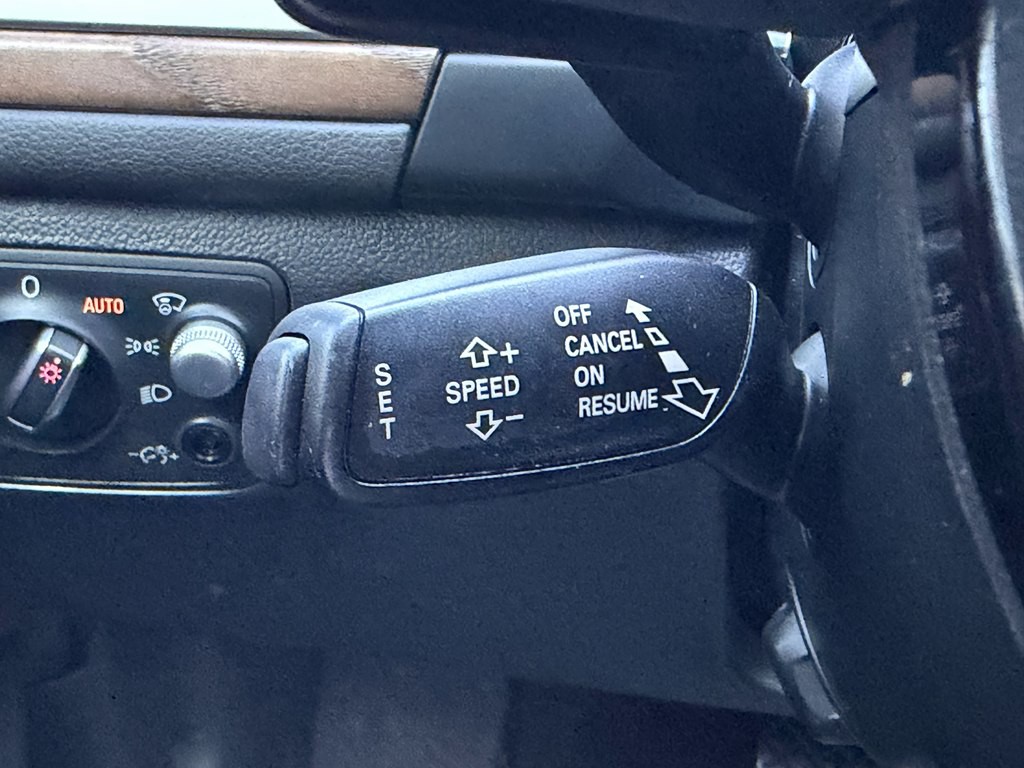 0
AUTO
S
E
T
+
SPEED
−
OFF
CANCEL
ON
RESUME
- +